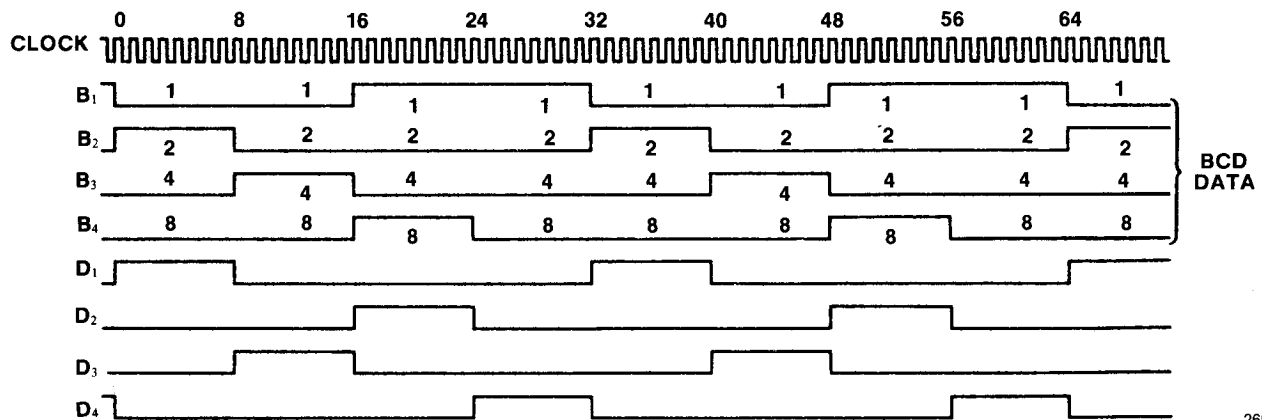 0 8 16 24 32 40 48 56 64
CLOCK
B1 1 1 1 1 1 1 1 1 1
B2 2 2 2 2 2 2 2 2 2
B3 4 4 4 4 4 4 4 4 4
B4 8 8 8 8 8 8 8 8 8
BCD
DATA
D1
D2
D3
D4